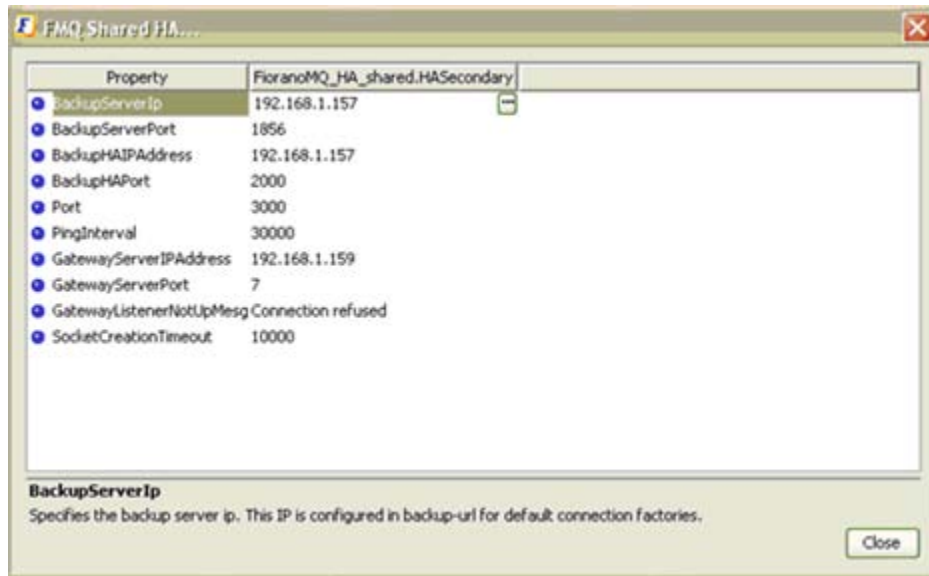 FMQ Shared HA...
Property FioranoMQ_HA_shared.HASecondary
BackupServerIp 192.168.1.157
BackupServerPort 1856
BackupHAIPAddress 192.168.1.157
BackupHAPort 2000
Port 3000
PingInterval 30000
GatewayServerIPAddress 192.168.1.159
GatewayServerPort 7
GatewayListenerNotUpMesg Connection refused
SocketCreationTimeout 10000
BackupServerIp
Specifies the backup server ip. This IP is configured in backup-url for default connection factories.
Close